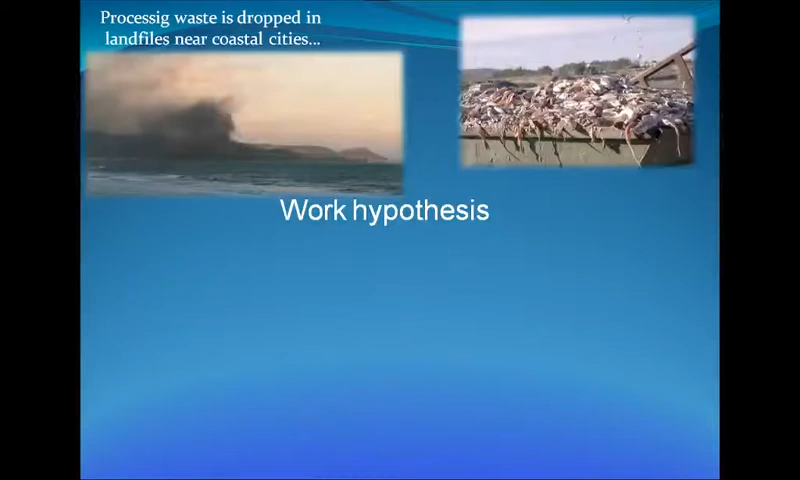 Processig waste is dropped in
landfiles near coastal cities...
Work hypothesis